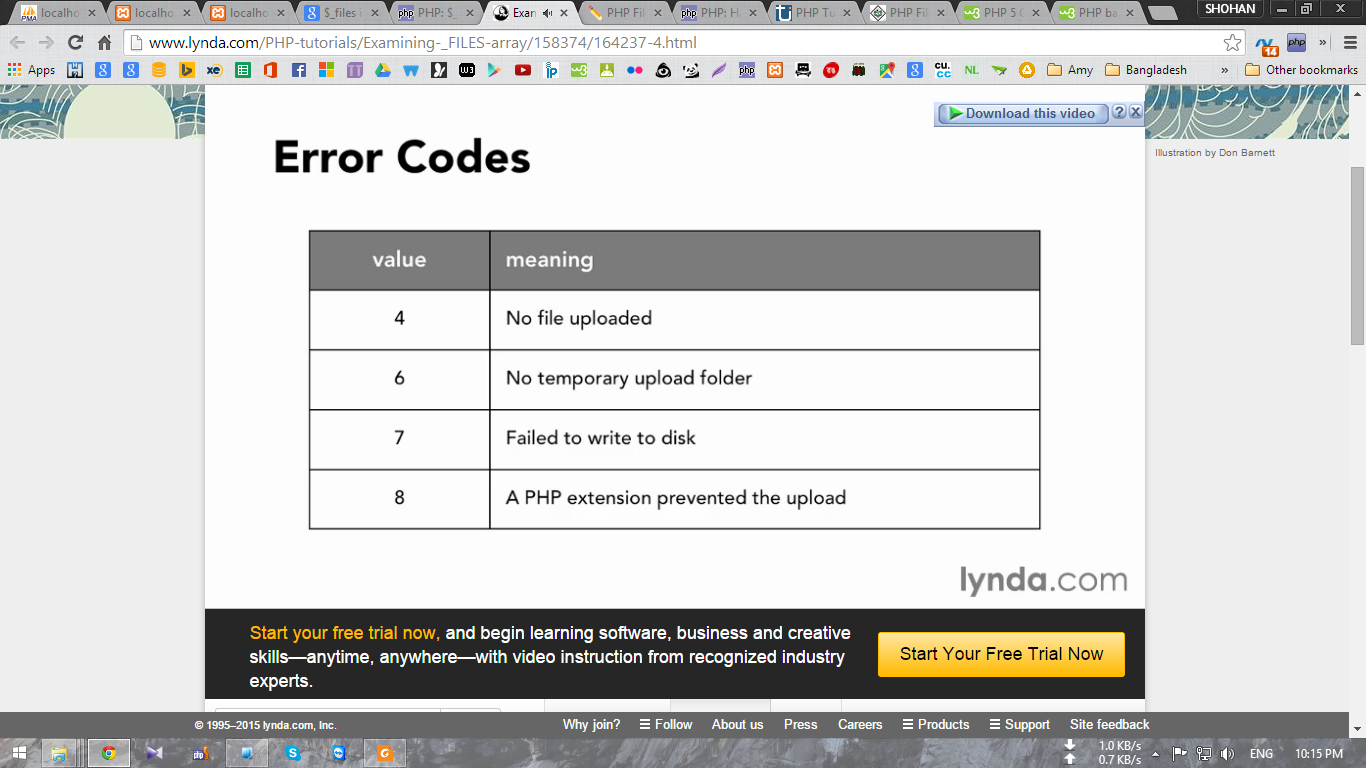 localho
localho
localho
$_files i
PHP: $_
Exan
PHP Fil
PHP: H
PHP Tu
PHP Fil
PHP 5 (
PHP ba
SHOHAN
www.lynda.com/PHP-tutorials/Examining-_FILES-array/158374/164237-4.html
14
php
»
Apps
Amy
Bangladesh
»
Other bookmarks
Download this video
?
Illustration by Don Barnett
Error Codes
value meaning
4 No file uploaded
6 No temporary upload folder
7 Failed to write to disk
8 A PHP extension prevented the upload
lynda.com
Start your free trial now, and begin learning software, business and creative
skills—anytime, anywhere—with video instruction from recognized industry
experts.
Start Your Free Trial Now
© 1995–2015 lynda.com, Inc.
Why join?
Follow
About us
Press
Careers
Products
Support
Site feedback
1.0 KB/s
0.7 KB/s
ENG
10:15 PM